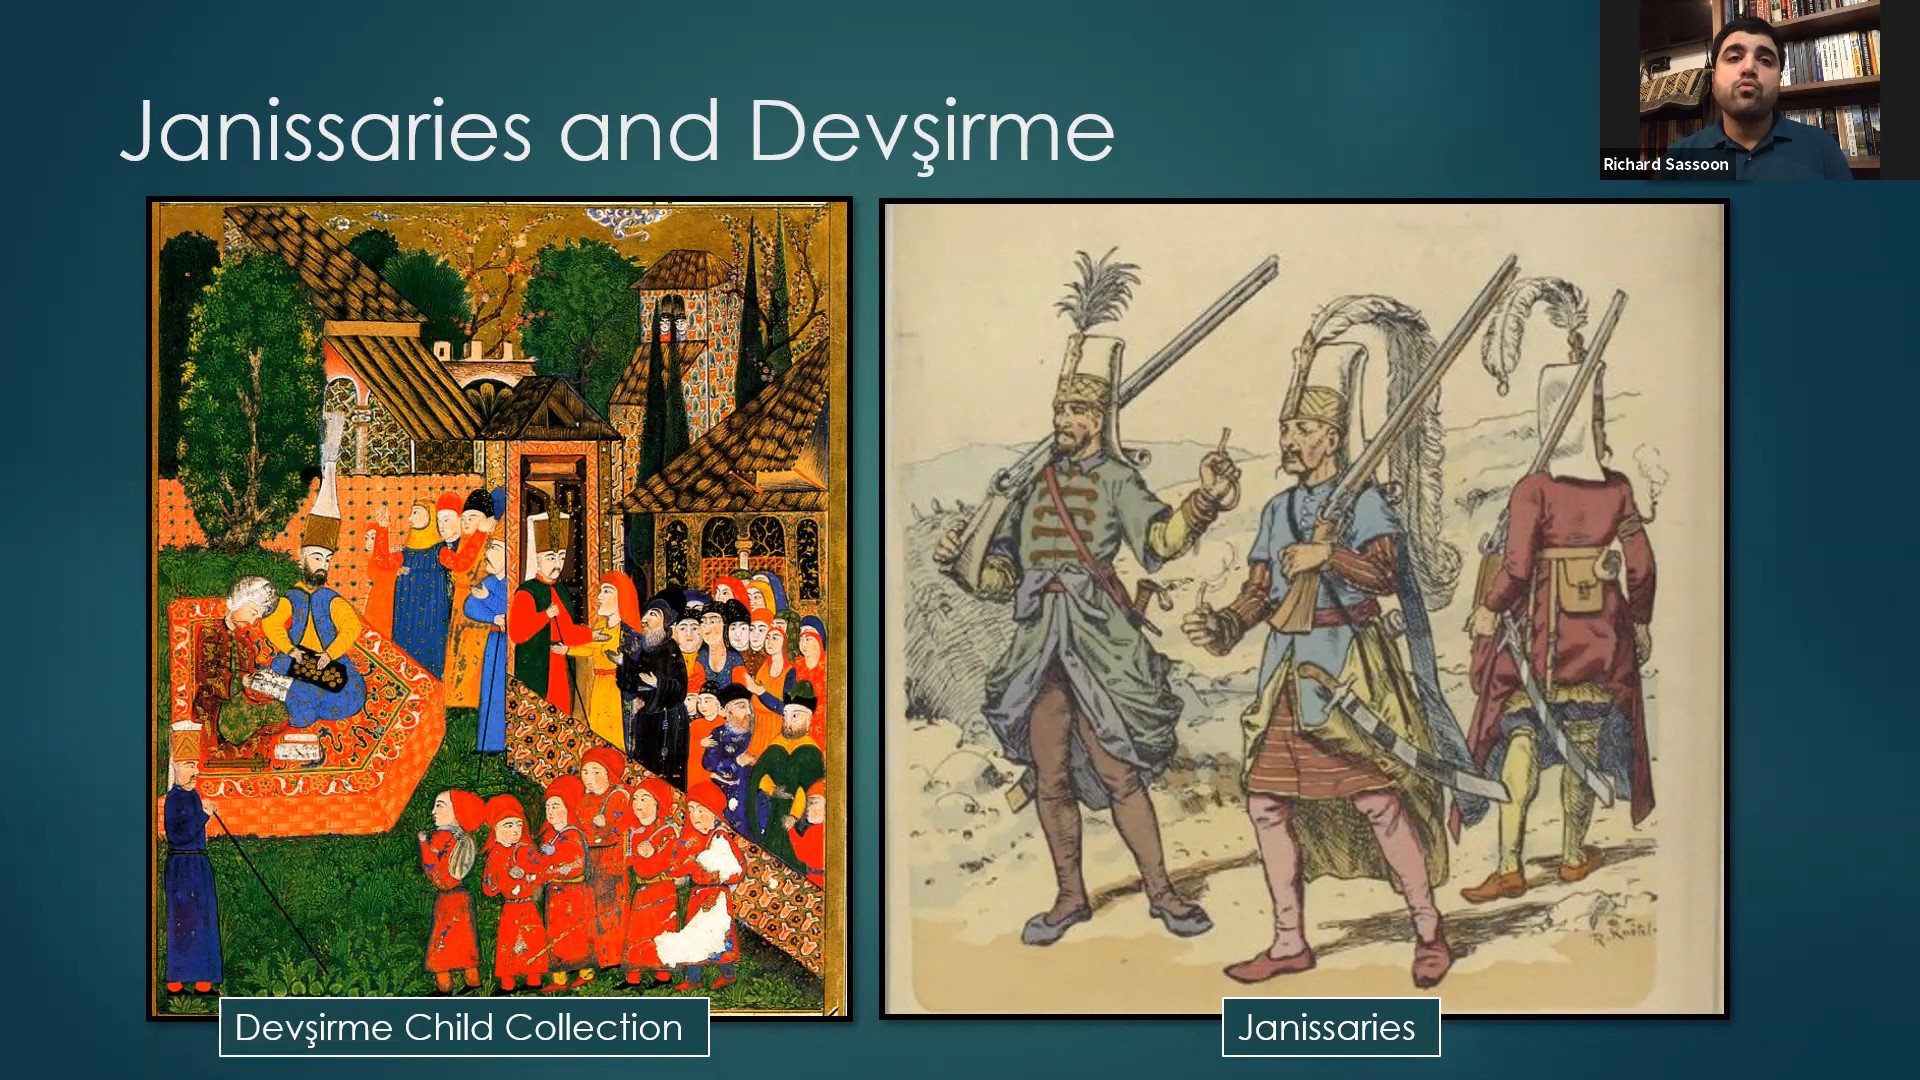 Janissaries and Devşirme
Richard Sassoon
Devşirme Child Collection
Janissaries